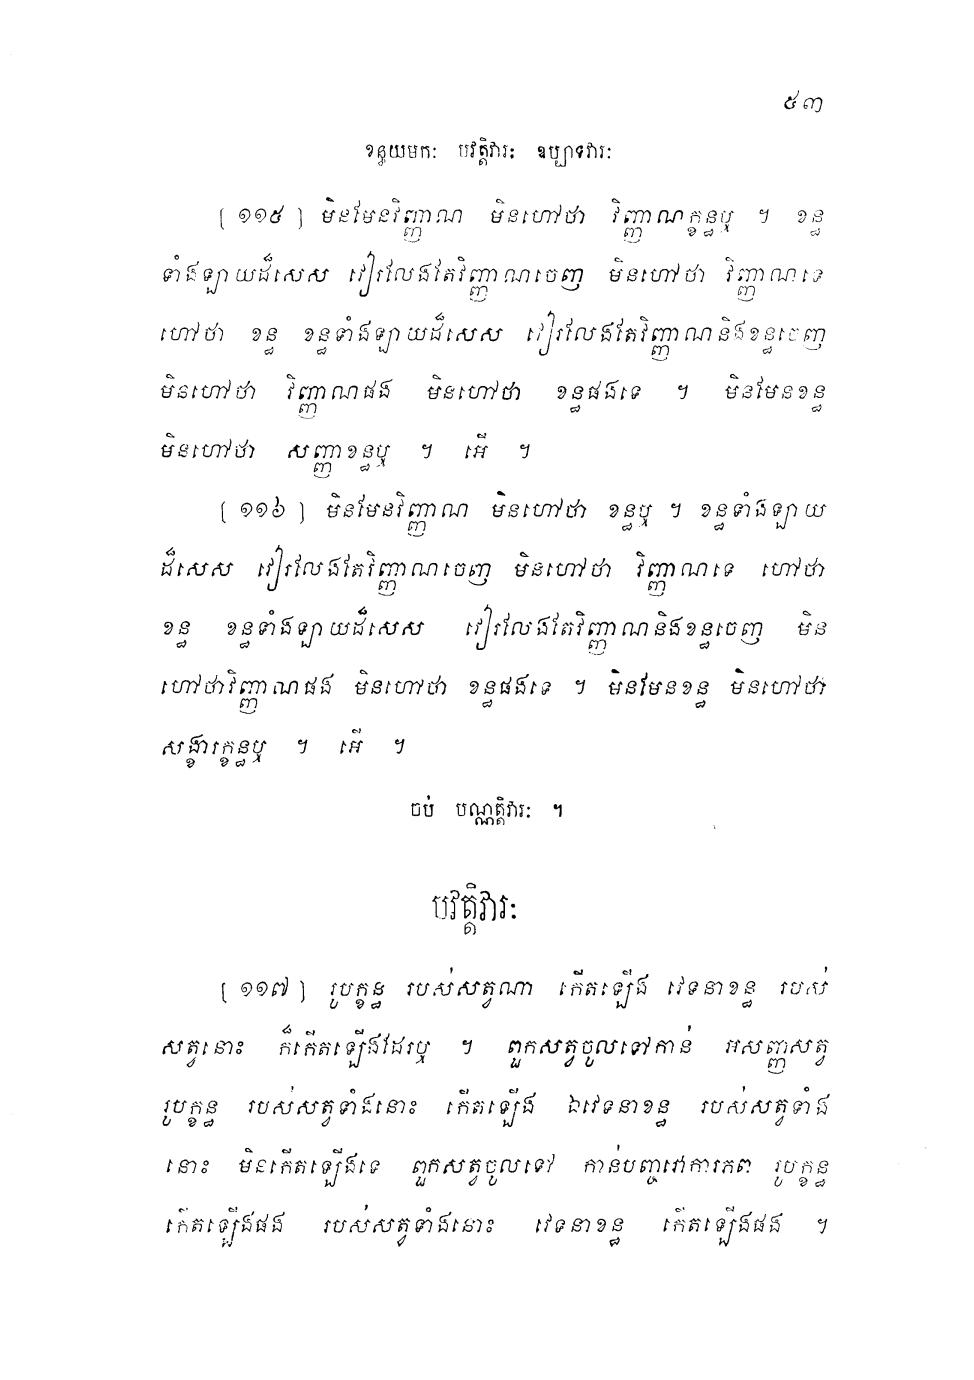 ៥៣
ខន្ធយមកៈ បវត្តិវារៈ ឧប្បាទវារៈ
[ ១១៥ ] មិនមែនវិញ្ញាណ មិនហៅថា វិញ្ញាណក្ខន្ធឬ ។ ខន្ធ
ទាំងឡាយដ៏សេស វៀរលែងតែវិញ្ញាណចេញ មិនហៅថា វិញ្ញាណទេ
ហៅថា ខន្ធ ខន្ធទាំងឡាយដ៏សេស វៀរលែងតែវិញ្ញាណនិងខន្ធចេញ
មិនហៅថា វិញ្ញាណផង មិនហៅថា ខន្ធផងទេ ។ មិនមែនខន្ធ
មិនហៅថា សញ្ញាខន្ធឬ ។ អើ ។
[ ១១៦ ] មិនមែនវិញ្ញាណ មិនហៅថា ខន្ធឬ ។ ខន្ធទាំងឡាយ
ដ៏សេស វៀរលែងតែវិញ្ញាណចេញ មិនហៅថា វិញ្ញាណទេ ហៅថា
ខន្ធ ខន្ធទាំងឡាយដ៏សេស វៀរលែងតែវិញ្ញាណនិងខន្ធចេញ មិន
ហៅថាវិញ្ញាណផង មិនហៅថា ខន្ធផងទេ ។ មិនមែនខន្ធ មិនហៅថា
សង្ខារក្ខន្ធឬ ។ អើ ។
ចប់ បណ្ណត្តិវារៈ ។
បវត្តិវារៈ
[ ១១៧ ] រូបក្ខន្ធ របស់សត្វណា កើតឡើង វេទនាខន្ធ របស់
សត្វនោះ ក៏កើតឡើងដែរឬ ។ ពួកសត្វចូលទៅកាន់ អសញ្ញសត្វ
រូបក្ខន្ធ របស់សត្វទាំងនោះ កើតឡើង ឯវេទនាខន្ធ របស់សត្វទាំង
នោះ មិនកើតឡើងទេ ពួកសត្វចូលទៅ កាន់បញ្ចវោការភព រូបក្ខន្ធ
កើតឡើងផង របស់សត្វទាំងនោះ វេទនាខន្ធ កើតឡើងផង ។